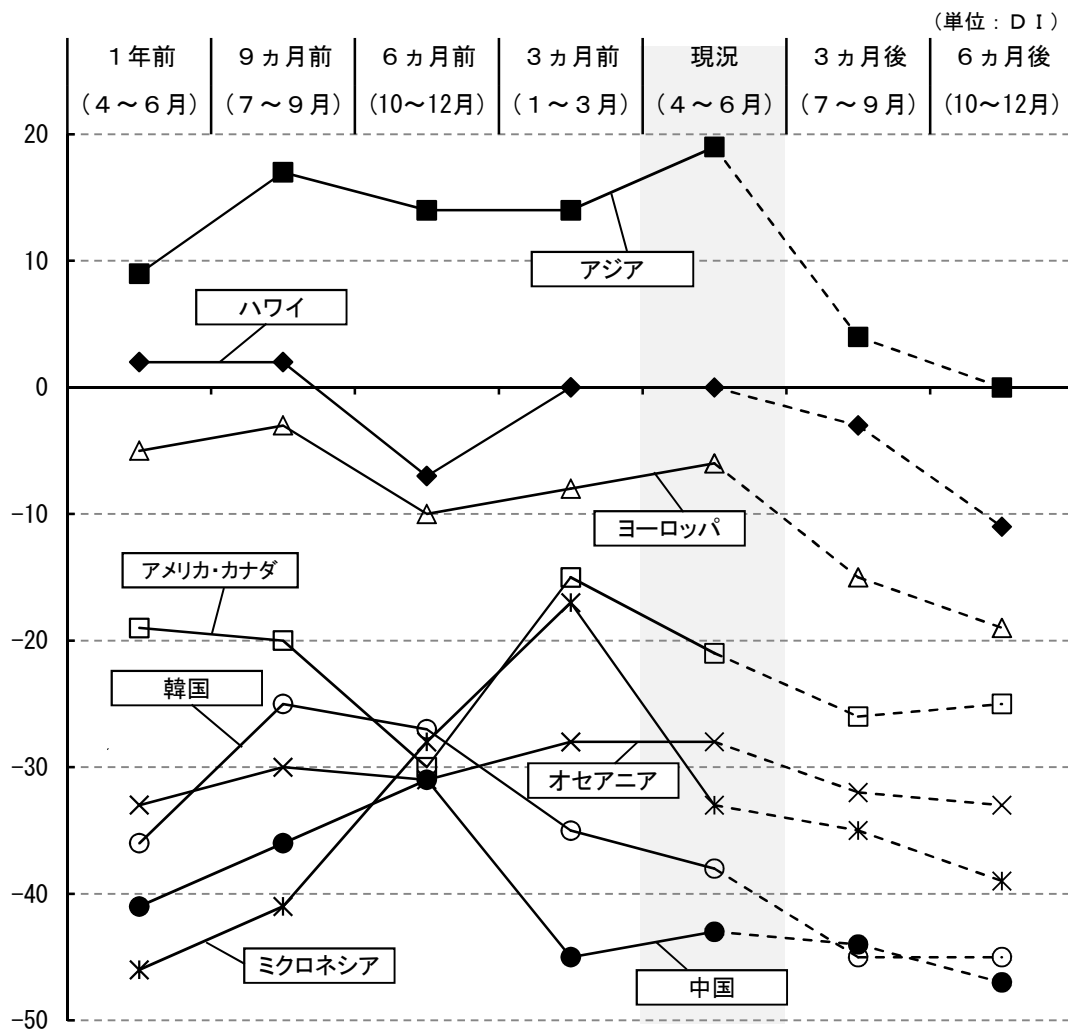 （単位：ＤＩ）
１年前 ９ヵ月前 ６ヵ月前 ３ヵ月前 現況 ３ヵ月後 ６ヵ月後
（４～６月） （７～９月） （10～12月） （１～３月） （４～６月） （７～９月） （10～12月）
20
10
アジア
ハワイ
0
-10
ヨーロッパ
アメリカ・カナダ
-20
韓国
-30
オセアニア
-40
ミクロネシア
中国
-50